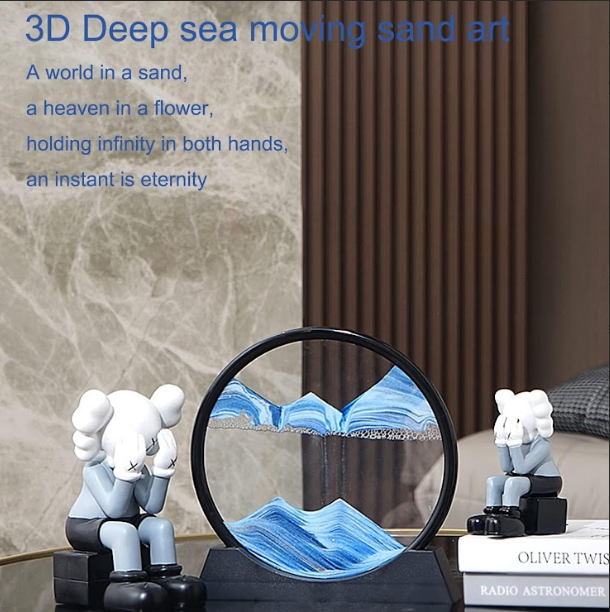 3D Deep sea moving sand art
A world in a sand,
a heaven in a flower,
holding infinity in both hands,
an instant is eternity
OLIVER TWIS
RADIO ASTRONOMER